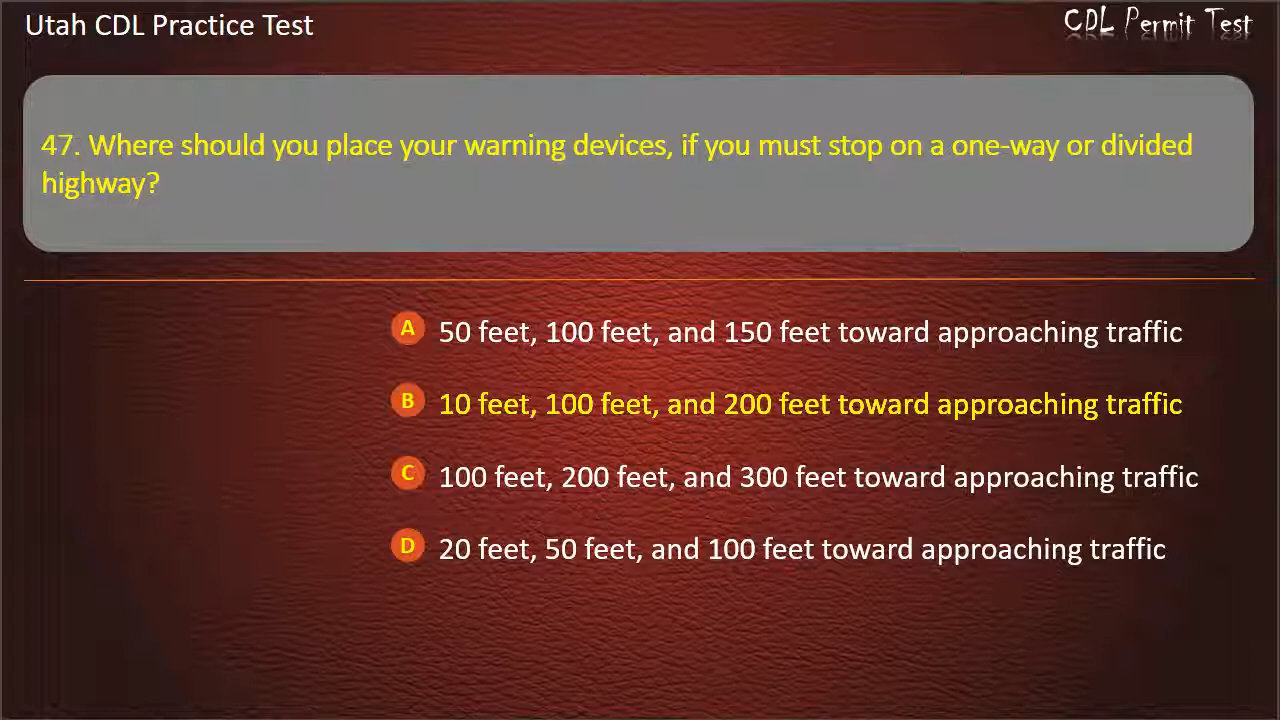 Utah CDL Practice Test
CDL Permit Test
47. Where should you place your warning devices, if you must stop on a one-way or divided
highway?
A 50 feet, 100 feet, and 150 feet toward approaching traffic
B 10 feet, 100 feet, and 200 feet toward approaching traffic
C 100 feet, 200 feet, and 300 feet toward approaching traffic
D 20 feet, 50 feet, and 100 feet toward approaching traffic